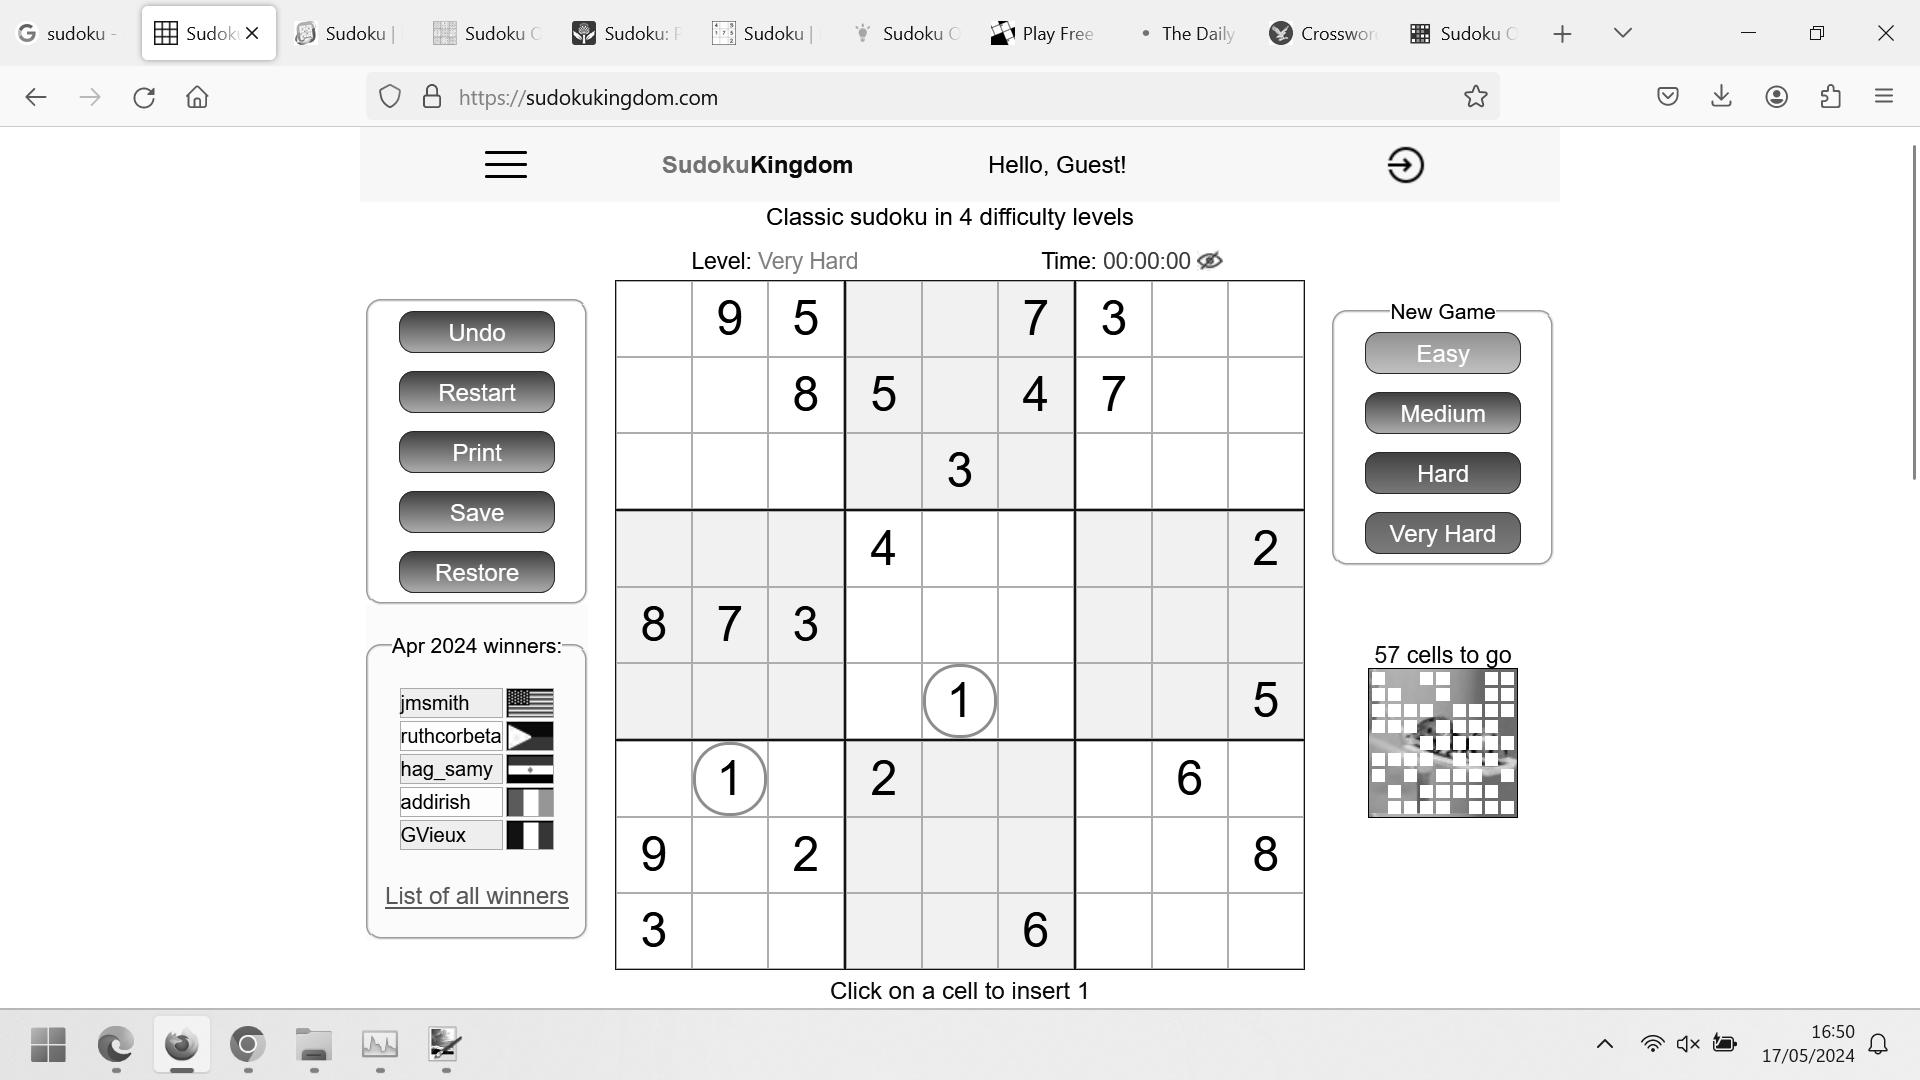 sudoku -
Sudok
Sudoku |
Sudoku C
Sudoku: F
Sudoku |
Sudoku O
Play Free
The Daily
Crosswor
Sudoku O
https://sudokukingdom.com
SudokuKingdom
Hello, Guest!
Classic sudoku in 4 difficulty levels
Level: Very Hard
Time: 00:00:00
Undo
Restart
Print
Save
Restore
Apr 2024 winners:
jmsmith
ruthcorbeta
hag_samy
addirish
GVieux
List of all winners
9 5 7 3
8 5 4 7
3
4 2
8 7 3
1 5
1 2 6
9 2 8
3 6
Click on a cell to insert 1
New Game
Easy
Medium
Hard
Very Hard
57 cells to go
16:50
17/05/2024